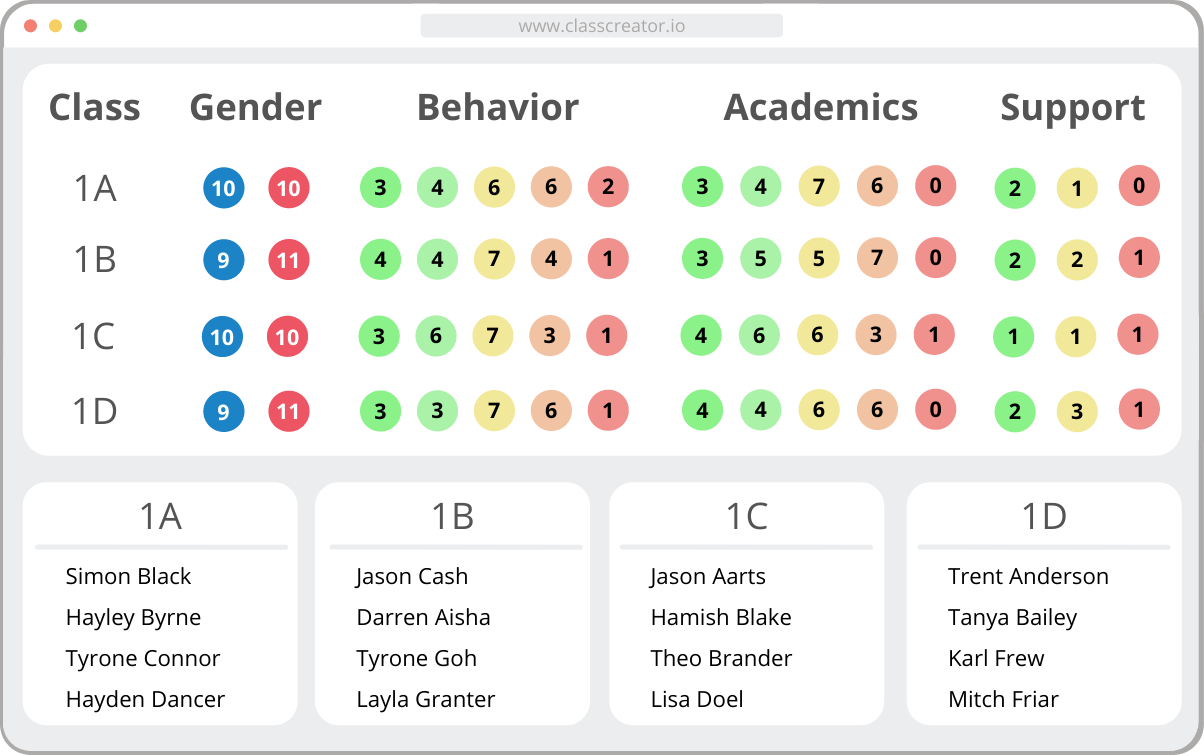 www.classcreator.io
Class Gender Behavior Academics Support
1A 10 10 3 4 6 6 2 3 4 7 6 0 2 1 0
1B 9 11 4 4 7 4 1 3 5 5 7 0 2 2 1
1C 10 10 3 6 7 3 1 4 6 6 3 1 1 1 1
1D 9 11 3 3 7 6 1 4 4 6 6 0 2 3 1
1A
Simon Black
Hayley Byrne
Tyrone Connor
Hayden Dancer
1B
Jason Cash
Darren Aisha
Tyrone Goh
Layla Granter
1C
Jason Aarts
Hamish Blake
Theo Brander
Lisa Doel
1D
Trent Anderson
Tanya Bailey
Karl Frew
Mitch Friar